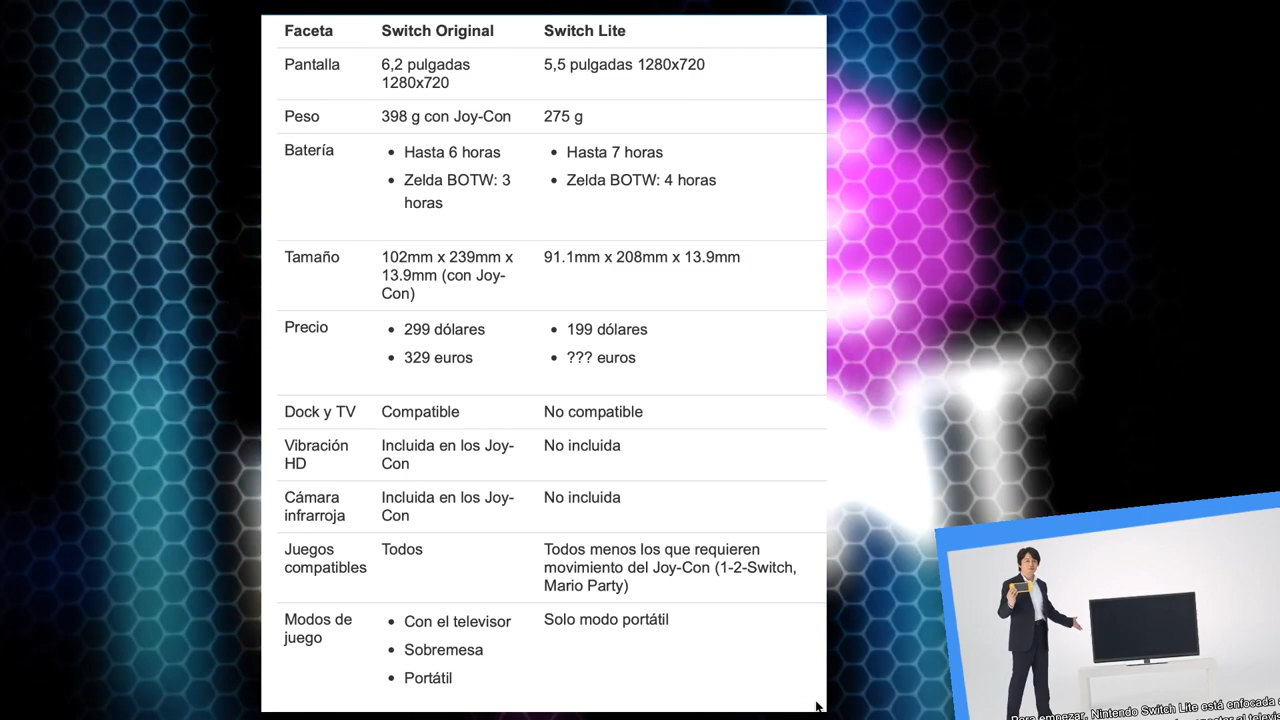 Faceta Switch Original Switch Lite
Pantalla 6,2 pulgadas 5,5 pulgadas 1280x720
1280x720
Peso 398 g con Joy-Con 275 g
Batería • Hasta 6 horas • Hasta 7 horas
• Zelda BOTW: 3 • Zelda BOTW: 4 horas
horas
Tamaño 102mm x 239mm x 91.1mm x 208mm x 13.9mm
13.9mm (con Joy-
Con)
Precio • 299 dólares • 199 dólares
• 329 euros • ??? euros
Dock y TV Compatible No compatible
Vibración Incluida en los Joy- No incluida
HD Con
Cámara Incluida en los Joy- No incluida
infrarroja Con
Juegos Todos Todos menos los que requieren
compatibles movimiento del Joy-Con (1-2-Switch,
Mario Party)
Modos de • Con el televisor Solo modo portátil
juego • Sobremesa
• Portátil
Para empezar, Nintendo Switch Lite está enfocada